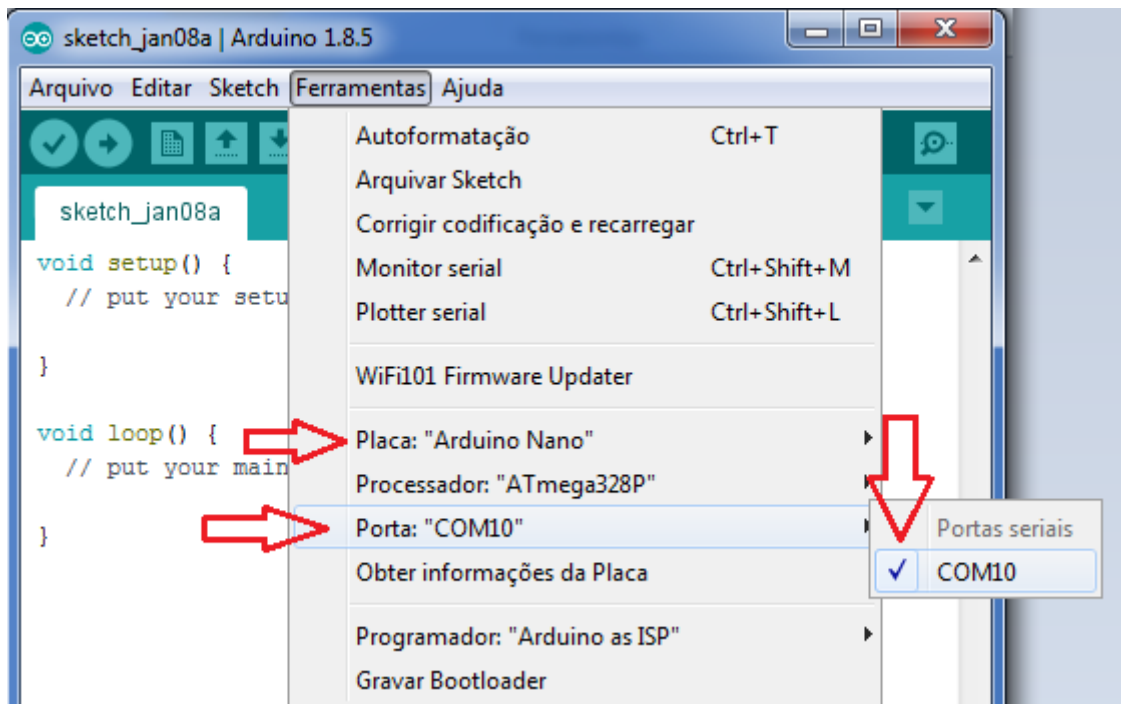 sketch_jan08a | Arduino 1.8.5
Arquivo Editar Sketch Ferramentas Ajuda
Autoformatação Ctrl+T
Arquivar Sketch
Corrigir codificação e recarregar
Monitor serial Ctrl+Shift+M
Plotter serial Ctrl+Shift+L
WiFi101 Firmware Updater
Placa: "Arduino Nano"
Processador: "ATmega328P"
Porta: "COM10"
Obter informações da Placa
Programador: "Arduino as ISP"
Gravar Bootloader
Portas seriais
COM10
sketch_jan08a
void setup() {
// put your setu
}
void loop() {
// put your main
}